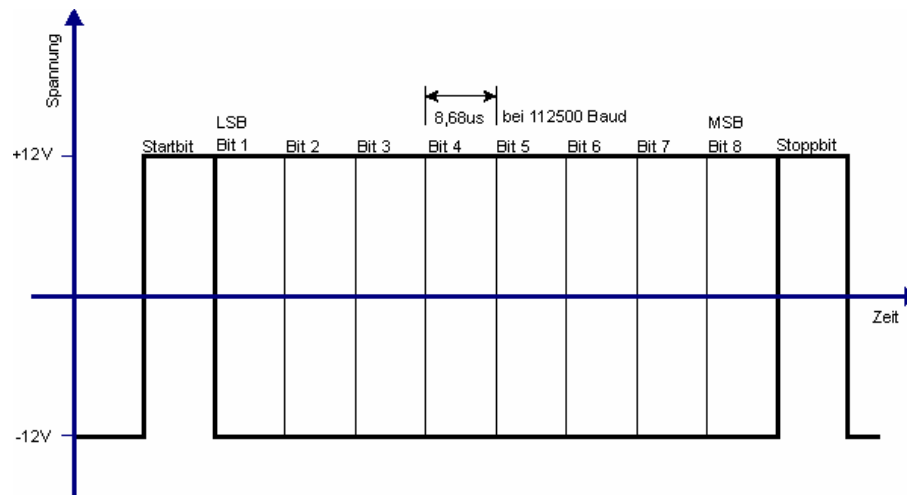 Spannung
8,68us bei 112500 Baud
LSB MSB
+12V Startbit Bit 1 Bit 2 Bit 3 Bit 4 Bit 5 Bit 6 Bit 7 Bit 8 Stoppbit
Zeit
-12V